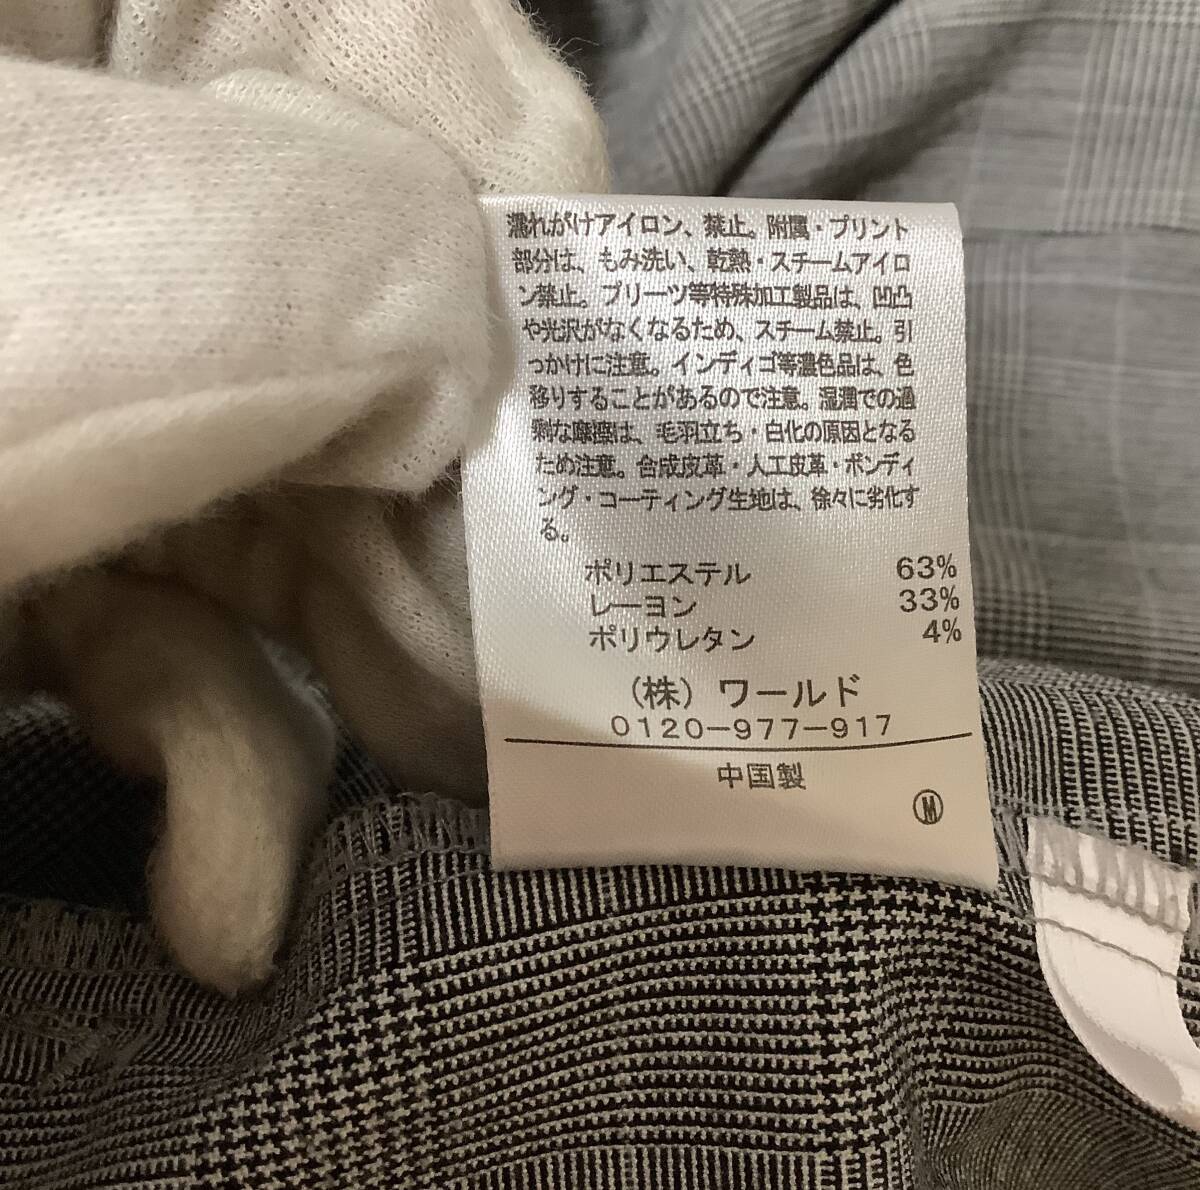 濡れがけアイロン、禁止。附属・プリント
部分は、もみ洗い、乾熱・スチームアイロ
ン禁止。プリーツ等特殊加工製品は、凹凸
や光沢がなくなるため、スチーム禁止。引
っかけに注意。インディゴ等濃色品は、色
移りすることがあるので注意。湿潤での過
剰な摩擦は、毛羽立ち・白化の原因となる
ため注意。合成皮革・人工皮革・ボンディ
ング・コーティング生地は、徐々に劣化す
る。
ポリエステル 63%
レーヨン 33%
ポリウレタン 4%
（株）ワールド
0120-977-917
中国製
Ⓜ